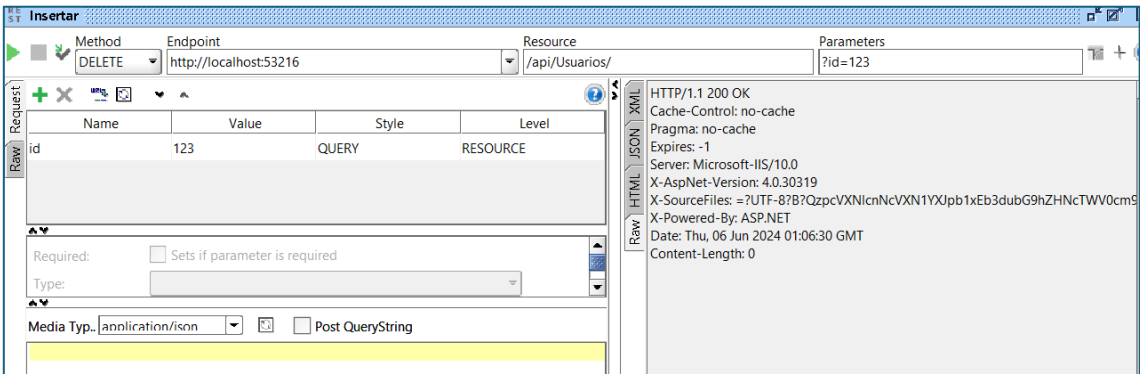 REST Insertar
Method Endpoint Resource Parameters
DELETE http://localhost:53216 /api/Usuarios/ ?id=123
Request
Raw
Name Value Style Level
id 123 QUERY RESOURCE
Required: Sets if parameter is required
Type:
Media Typ.. application/json Post QueryString
XML
JSON
HTML
Raw
HTTP/1.1 200 OK
Cache-Control: no-cache
Pragma: no-cache
Expires: -1
Server: Microsoft-IIS/10.0
X-AspNet-Version: 4.0.30319
X-SourceFiles: =?UTF-8?B?QzpcVXNlcnNcVXN1YXJpb1xEb3dubG9hZHNcTWV0cm9
X-Powered-By: ASP.NET
Date: Thu, 06 Jun 2024 01:06:30 GMT
Content-Length: 0